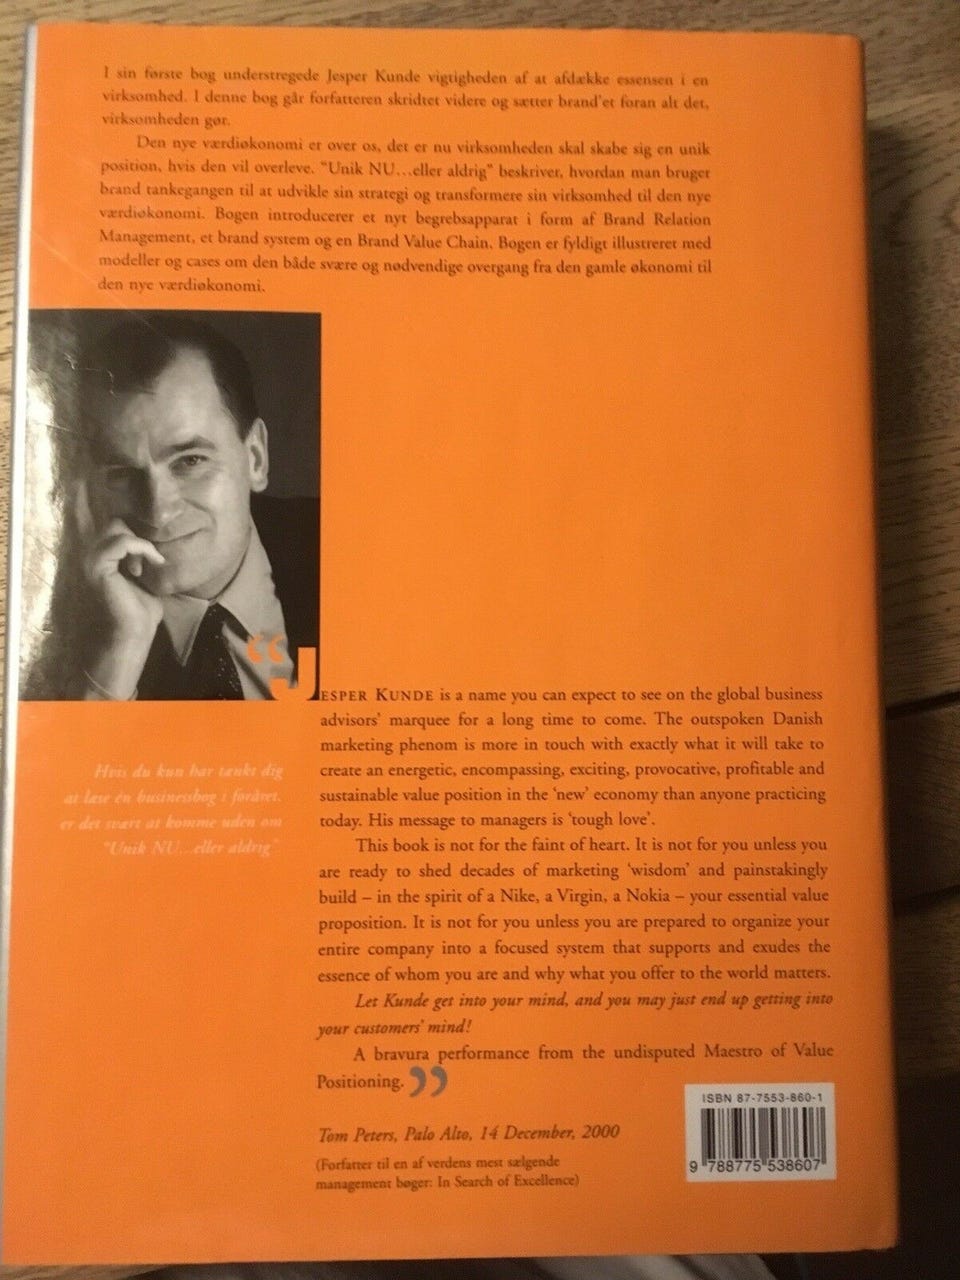 I sin første bog understregede Jesper Kunde vigtigheden af at afdække essensen i en
virksomhed. I denne bog går forfatteren skridtet videre og sætter brand'et foran alt det,
virksomheden gør.
Den nye værdiøkonomi er over os, det er nu virksomheden skal skabe sig en unik
position, hvis den vil overleve. "Unik NU...eller aldrig" beskriver, hvordan man bruger
brand tankegangen til at udvikle sin strategi og transformere sin virksomhed til den nye
værdiøkonomi. Bogen introducerer et nyt begrebsapparat i form af Brand Relation
Management, et brand system og en Brand Value Chain. Bogen er fyldigt illustreret med
modeller og cases om den både svære og nødvendige overgang fra den gamle økonomi til
den nye værdiøkonomi.
“JESPER KUNDE is a name you can expect to see on the global business
advisors' marquee for a long time to come. The outspoken Danish
marketing phenom is more in touch with exactly what it will take to
create an energetic, encompassing, exciting, provocative, profitable and
sustainable value position in the 'new' economy than anyone practicing
today. His message to managers is 'tough love'.
This book is not for the faint of heart. It is not for you unless you
are ready to shed decades of marketing 'wisdom' and painstakingly
build – in the spirit of a Nike, a Virgin, a Nokia – your essential value
proposition. It is not for you unless you are prepared to organize your
entire company into a focused system that supports and exudes the
essence of whom you are and why what you offer to the world matters.
Let Kunde get into your mind, and you may just end up getting into
your customers' mind!
A bravura performance from the undisputed Maestro of Value
Positioning.”
Tom Peters, Palo Alto, 14 December, 2000
(Forfatter til en af verdens mest sælgende
management bøger: In Search of Excellence)
Hvis du kun har tænkt dig
at læse én businessbog i foråret,
er det svært at komme uden om
"Unik NU...eller aldrig"
ISBN 87-7553-860-1
9 788775 538607